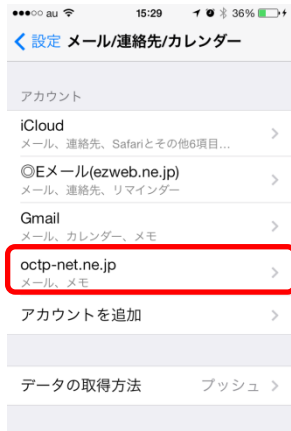 au 15:29 36%
設定 メール/連絡先/カレンダー
アカウント
iCloud
メール、連絡先、Safariとその他6項目...
◎Eメール(ezweb.ne.jp)
メール、連絡先、リマインダー
Gmail
メール、カレンダー、メモ
octp-net.ne.jp
メール、メモ
アカウントを追加
データの取得方法 プッシュ